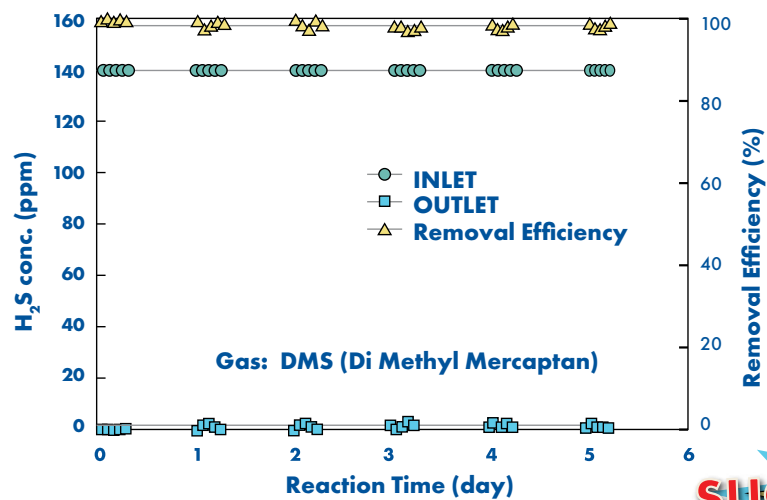 160
140
120
100
80
60
40
20
0
H₂S conc. (ppm)
INLET
OUTLET
Removal Efficiency
Gas: DMS (Di Methyl Mercaptan)
100
80
60
40
20
0
Removal Efficiency (%)
0 1 2 3 4 5 6
Reaction Time (day)